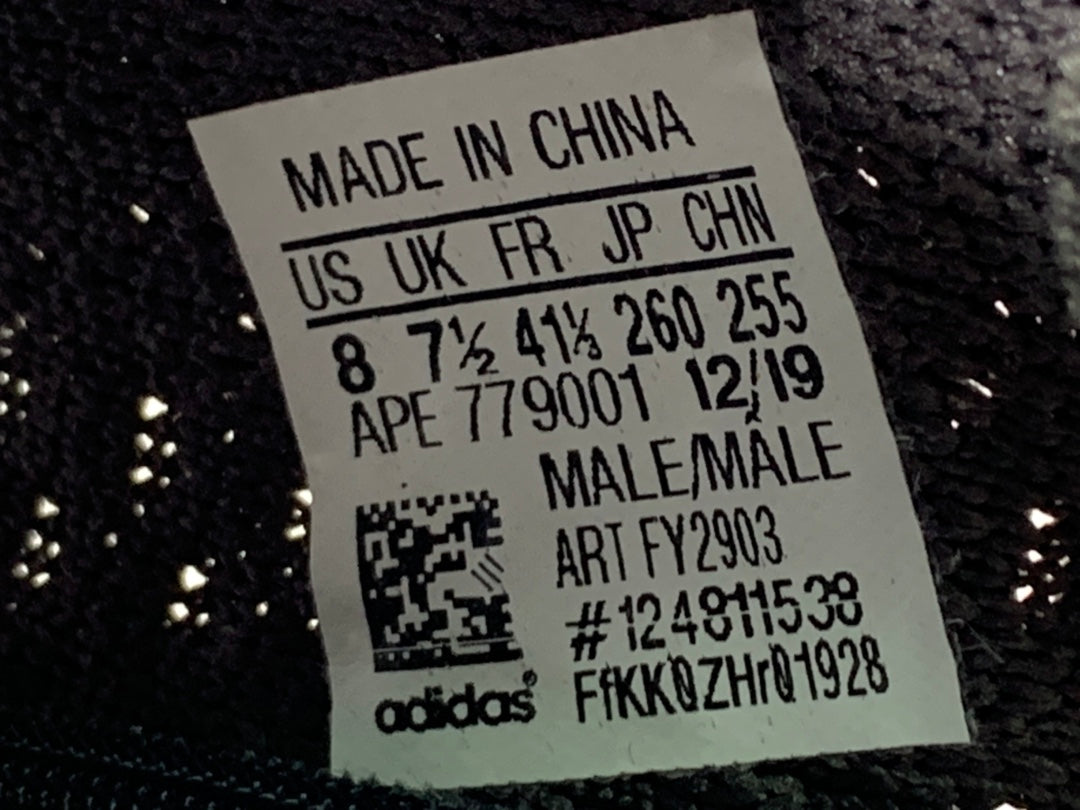 MADE IN CHINA
US UK FR JP CHN
8 7½ 41⅓ 260 255
APE 779001 12/19
MALE/MÂLE
ART FY2903
#124811538
FfKK0ZHr01928
adidas®